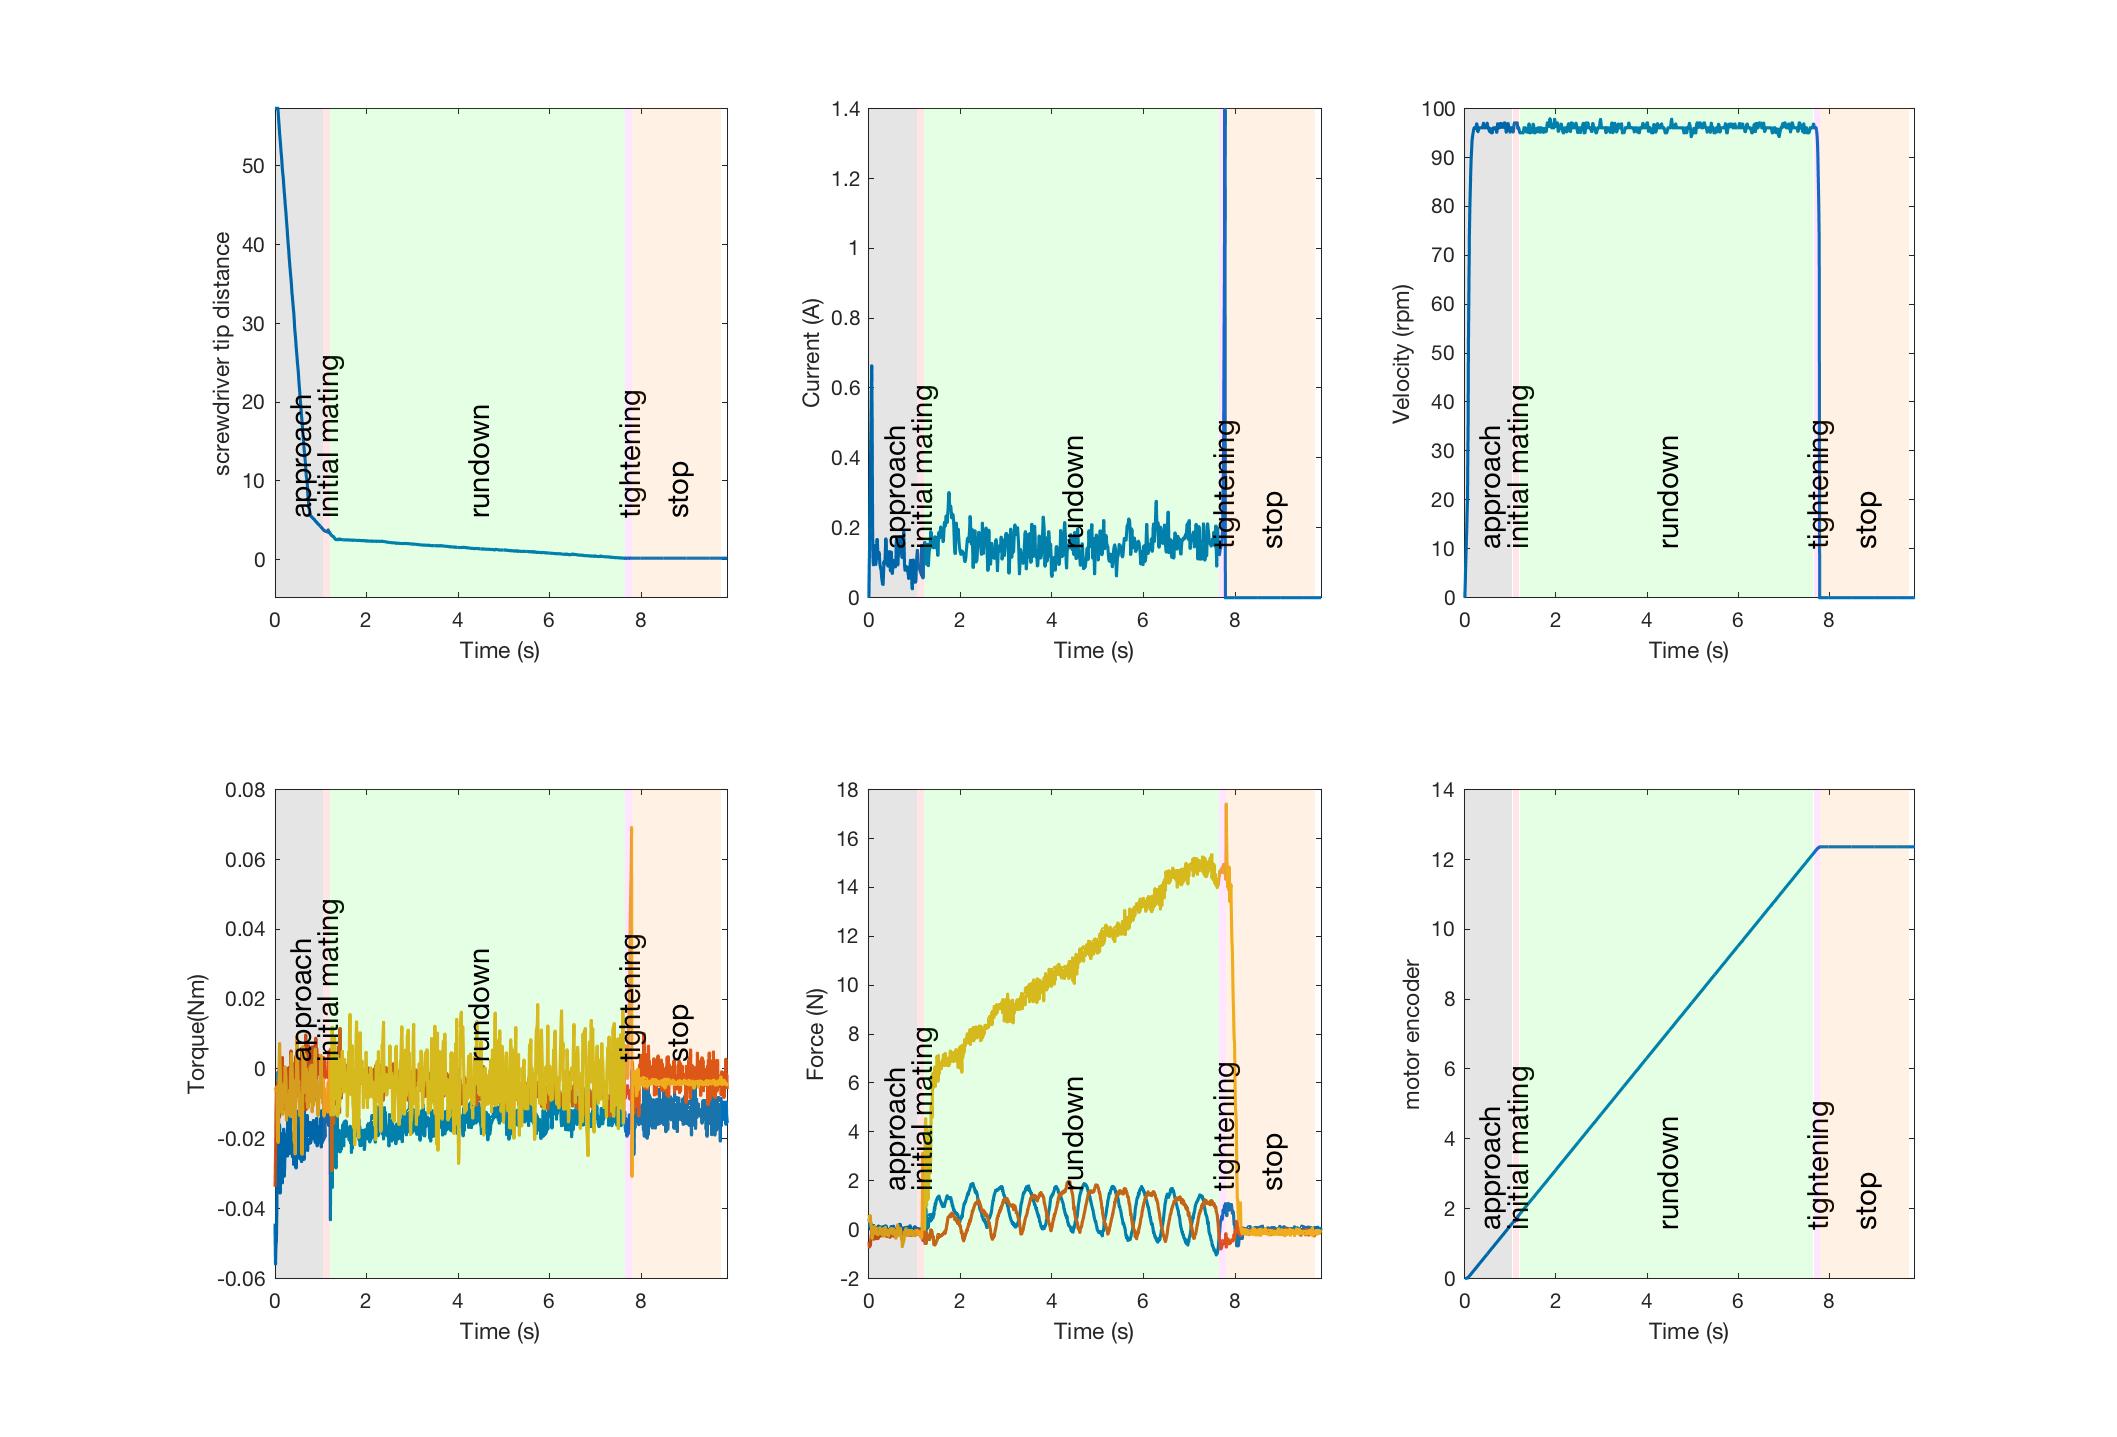 screwdriver tip distance
50
40
30
20
10
0
approach
initial mating
rundown
tightening
stop
0 2 4 6 8
Time (s)
Current (A)
1.4
1.2
1
0.8
0.6
0.4
0.2
0
approach
initial mating
rundown
tightening
stop
0 2 4 6 8
Time (s)
Velocity (rpm)
100
90
80
70
60
50
40
30
20
10
0
approach
initial mating
rundown
tightening
stop
0 2 4 6 8
Time (s)
Torque(Nm)
0.08
0.06
0.04
0.02
0
-0.02
-0.04
-0.06
approach
initial mating
rundown
tightening
stop
0 2 4 6 8
Time (s)
Force (N)
18
16
14
12
10
8
6
4
2
0
-2
approach
initial mating
rundown
tightening
stop
0 2 4 6 8
Time (s)
motor encoder
14
12
10
8
6
4
2
0
approach
initial mating
rundown
tightening
stop
0 2 4 6 8
Time (s)